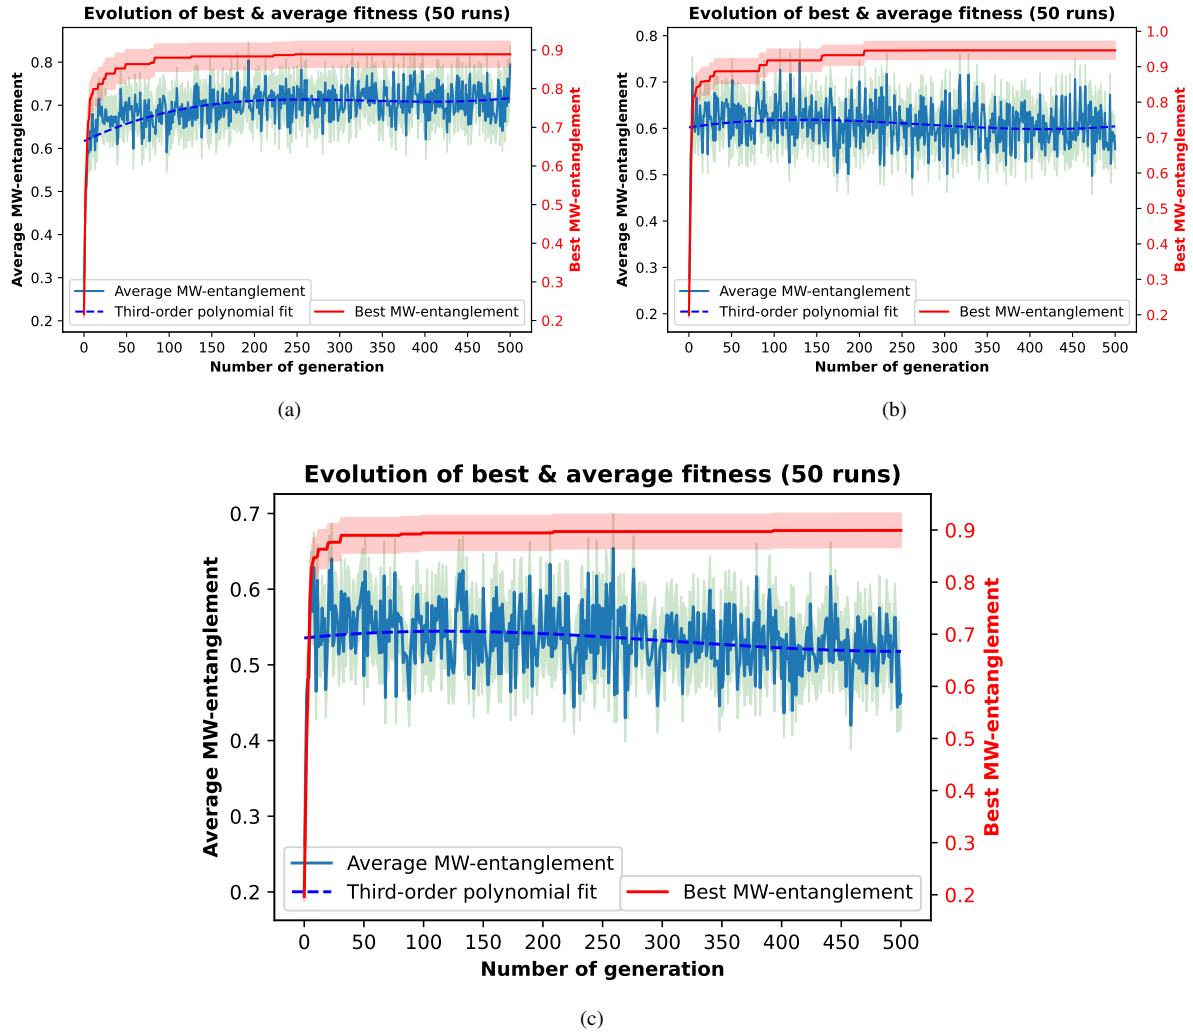 Evolution of best & average fitness (50 runs)
Average MW-entanglement
0.8
0.7
0.6
0.5
0.4
0.3
0.2
0.9
0.8
0.7
0.6
0.5
0.4
0.3
0.2
Best MW-entanglement
Average MW-entanglement
Third-order polynomial fit
Best MW-entanglement
0 50 100 150 200 250 300 350 400 450 500
Number of generation
(a)
Evolution of best & average fitness (50 runs)
Average MW-entanglement
0.8
0.7
0.6
0.5
0.4
0.3
0.2
1.0
0.9
0.8
0.7
0.6
0.5
0.4
0.3
0.2
Best MW-entanglement
Average MW-entanglement
Third-order polynomial fit
Best MW-entanglement
0 50 100 150 200 250 300 350 400 450 500
Number of generation
(b)
Evolution of best & average fitness (50 runs)
Average MW-entanglement
0.7
0.6
0.5
0.4
0.3
0.2
0.9
0.8
0.7
0.6
0.5
0.4
0.3
0.2
Best MW-entanglement
Average MW-entanglement
Third-order polynomial fit
Best MW-entanglement
0 50 100 150 200 250 300 350 400 450 500
Number of generation
(c)